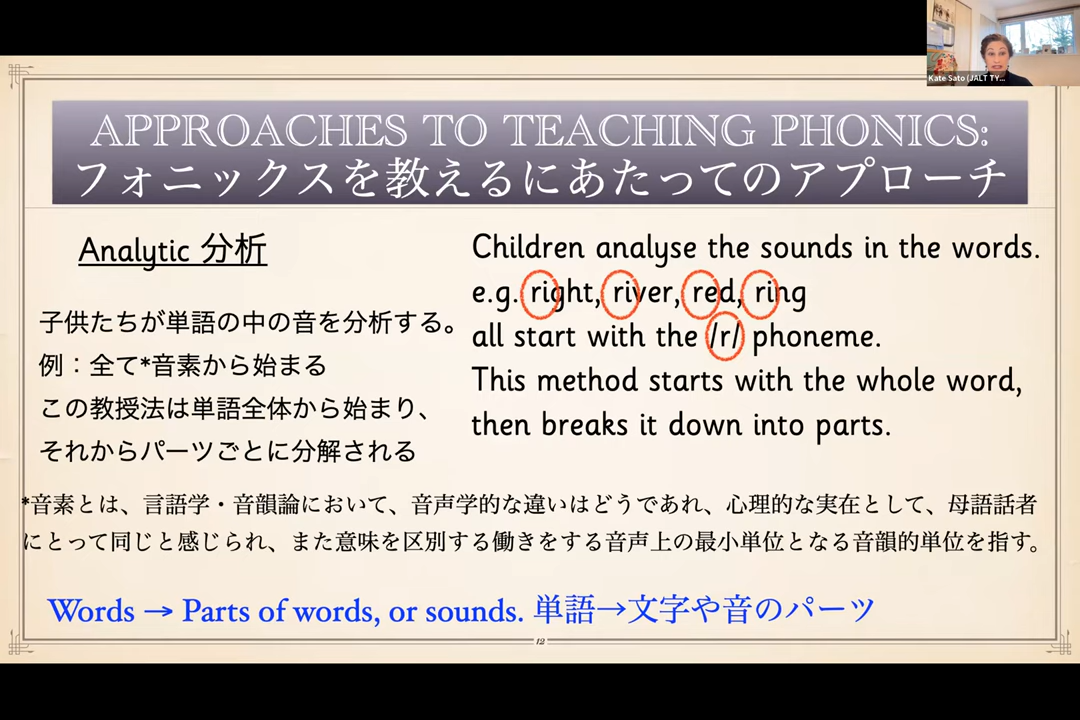 Kate Sato (JALT TY...
APPROACHES TO TEACHING PHONICS:
フォニックスを教えるにあたってのアプローチ
Analytic 分析
子供たちが単語の中の音を分析する。
例：全て*音素から始まる
この教授法は単語全体から始まり、
それからパーツごとに分解される
Children analyse the sounds in the words.
e.g. right, river, red, ring
all start with the /r/ phoneme.
This method starts with the whole word,
then breaks it down into parts.
*音素とは、言語学・音韻論において、音声学的な違いはどうであれ、心理的な実在として、母語話者
にとって同じと感じられ、また意味を区別する働きをする音声上の最小単位となる音韻的単位を指す。
Words → Parts of words, or sounds. 単語→文字や音のパーツ
12